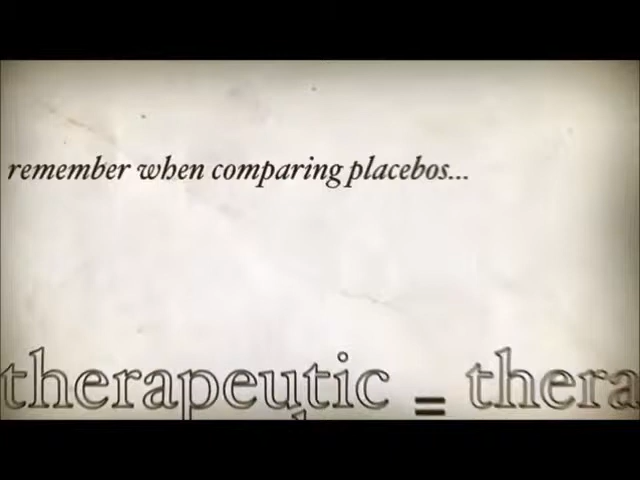 remember when comparing placebos...
therapeutic = thera